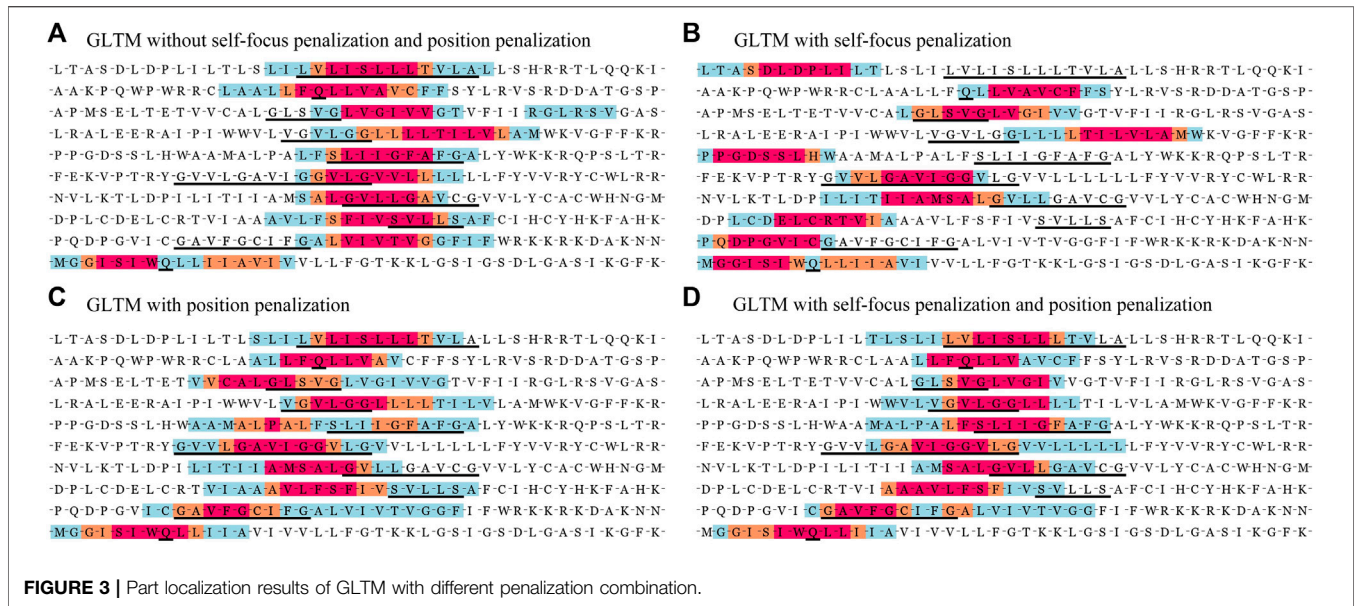 A GLTM without self-focus penalization and position penalization
-L-T-A-S-D-L-D-P-L-I-L-T-L-S-L-I-L-V-L-I-S-L-L-L-T-V-L-A-L-L-S-H-R-R-T-L-Q-Q-K-I-
-A-A-K-P-Q-W-P-W-R-R-C-L-A-A-L-L-F-Q-L-L-V-A-V-C-F-F-S-Y-L-R-V-S-R-D-D-A-T-G-S-P-
-A-P-M-S-E-L-T-E-T-V-V-C-A-L-G-L-S-V-G-L-V-G-I-V-V-G-T-V-F-I-I-R-G-L-R-S-V-G-A-S-
-L-R-A-L-E-E-R-A-I-P-I-W-W-V-L-V-G-V-L-G-G-L-L-L-L-T-I-L-V-L-A-M-W-K-V-G-F-F-K-R-
-P-P-G-D-S-S-L-H-W-A-A-M-A-L-P-A-L-F-S-L-I-I-G-F-A-F-G-A-L-Y-W-K-K-R-Q-P-S-L-T-R-
-F-E-K-V-P-T-R-Y-G-V-V-L-G-A-V-I-G-G-V-L-G-V-V-L-L-L-L-L-L-F-Y-V-V-R-Y-C-W-L-R-R-
-N-V-L-K-T-L-D-P-I-L-I-T-I-I-A-M-S-A-L-G-V-L-L-G-A-V-C-G-V-V-L-Y-C-A-C-W-H-N-G-M-
-D-P-L-C-D-E-L-C-R-T-V-I-A-A-A-V-L-F-S-F-I-V-S-V-L-L-S-A-F-C-I-H-C-Y-H-K-F-A-H-K-
-P-Q-D-P-G-V-I-C-G-A-V-F-G-C-I-F-G-A-L-V-I-V-T-V-G-G-F-I-F-W-R-K-K-R-K-D-A-K-N-N-
-M-G-G-I-S-I-W-Q-L-L-I-I-A-V-I-V-V-L-L-F-G-T-K-K-L-G-S-I-G-S-D-L-G-A-S-I-K-G-F-K-
B GLTM with self-focus penalization
-L-T-A-S-D-L-D-P-L-I-L-T-L-S-L-I-L-V-L-I-S-L-L-L-T-V-L-A-L-L-S-H-R-R-T-L-Q-Q-K-I-
-A-A-K-P-Q-W-P-W-R-R-C-L-A-A-L-L-F-Q-L-L-V-A-V-C-F-F-S-Y-L-R-V-S-R-D-D-A-T-G-S-P-
-A-P-M-S-E-L-T-E-T-V-V-C-A-L-G-L-S-V-G-L-V-G-I-V-V-G-T-V-F-I-I-R-G-L-R-S-V-G-A-S-
-L-R-A-L-E-E-R-A-I-P-I-W-W-V-L-V-G-V-L-G-G-L-L-L-L-T-I-L-V-L-A-M-W-K-V-G-F-F-K-R-
-P-P-G-D-S-S-L-H-W-A-A-M-A-L-P-A-L-F-S-L-I-I-G-F-A-F-G-A-L-Y-W-K-K-R-Q-P-S-L-T-R-
-F-E-K-V-P-T-R-Y-G-V-V-L-G-A-V-I-G-G-V-L-G-V-V-L-L-L-L-L-L-F-Y-V-V-R-Y-C-W-L-R-R-
-N-V-L-K-T-L-D-P-I-L-I-T-I-I-A-M-S-A-L-G-V-L-L-G-A-V-C-G-V-V-L-Y-C-A-C-W-H-N-G-M-
-D-P-L-C-D-E-L-C-R-T-V-I-A-A-A-V-L-F-S-F-I-V-S-V-L-L-S-A-F-C-I-H-C-Y-H-K-F-A-H-K-
-P-Q-D-P-G-V-I-C-G-A-V-F-G-C-I-F-G-A-L-V-I-V-T-V-G-G-F-I-F-W-R-K-K-R-K-D-A-K-N-N-
-M-G-G-I-S-I-W-Q-L-L-I-I-A-V-I-V-V-L-L-F-G-T-K-K-L-G-S-I-G-S-D-L-G-A-S-I-K-G-F-K-
C GLTM with position penalization
-L-T-A-S-D-L-D-P-L-I-L-T-L-S-L-I-L-V-L-I-S-L-L-L-T-V-L-A-L-L-S-H-R-R-T-L-Q-Q-K-I-
-A-A-K-P-Q-W-P-W-R-R-C-L-A-A-L-L-F-Q-L-L-V-A-V-C-F-F-S-Y-L-R-V-S-R-D-D-A-T-G-S-P-
-A-P-M-S-E-L-T-E-T-V-V-C-A-L-G-L-S-V-G-L-V-G-I-V-V-G-T-V-F-I-I-R-G-L-R-S-V-G-A-S-
-L-R-A-L-E-E-R-A-I-P-I-W-W-V-L-V-G-V-L-G-G-L-L-L-L-T-I-L-V-L-A-M-W-K-V-G-F-F-K-R-
-P-P-G-D-S-S-L-H-W-A-A-M-A-L-P-A-L-F-S-L-I-I-G-F-A-F-G-A-L-Y-W-K-K-R-Q-P-S-L-T-R-
-F-E-K-V-P-T-R-Y-G-V-V-L-G-A-V-I-G-G-V-L-G-V-V-L-L-L-L-L-L-F-Y-V-V-R-Y-C-W-L-R-R-
-N-V-L-K-T-L-D-P-I-L-I-T-I-I-A-M-S-A-L-G-V-L-L-G-A-V-C-G-V-V-L-Y-C-A-C-W-H-N-G-M-
-D-P-L-C-D-E-L-C-R-T-V-I-A-A-A-V-L-F-S-F-I-V-S-V-L-L-S-A-F-C-I-H-C-Y-H-K-F-A-H-K-
-P-Q-D-P-G-V-I-C-G-A-V-F-G-C-I-F-G-A-L-V-I-V-T-V-G-G-F-I-F-W-R-K-K-R-K-D-A-K-N-N-
-M-G-G-I-S-I-W-Q-L-L-I-I-A-V-I-V-V-L-L-F-G-T-K-K-L-G-S-I-G-S-D-L-G-A-S-I-K-G-F-K-
D GLTM with self-focus penalization and position penalization
-L-T-A-S-D-L-D-P-L-I-L-T-L-S-L-I-L-V-L-I-S-L-L-L-T-V-L-A-L-L-S-H-R-R-T-L-Q-Q-K-I-
-A-A-K-P-Q-W-P-W-R-R-C-L-A-A-L-L-F-Q-L-L-V-A-V-C-F-F-S-Y-L-R-V-S-R-D-D-A-T-G-S-P-
-A-P-M-S-E-L-T-E-T-V-V-C-A-L-G-L-S-V-G-L-V-G-I-V-V-G-T-V-F-I-I-R-G-L-R-S-V-G-A-S-
-L-R-A-L-E-E-R-A-I-P-I-W-W-V-L-V-G-V-L-G-G-L-L-L-L-T-I-L-V-L-A-M-W-K-V-G-F-F-K-R-
-P-P-G-D-S-S-L-H-W-A-A-M-A-L-P-A-L-F-S-L-I-I-G-F-A-F-G-A-L-Y-W-K-K-R-Q-P-S-L-T-R-
-F-E-K-V-P-T-R-Y-G-V-V-L-G-A-V-I-G-G-V-L-G-V-V-L-L-L-L-L-L-F-Y-V-V-R-Y-C-W-L-R-R-
-N-V-L-K-T-L-D-P-I-L-I-T-I-I-A-M-S-A-L-G-V-L-L-G-A-V-C-G-V-V-L-Y-C-A-C-W-H-N-G-M-
-D-P-L-C-D-E-L-C-R-T-V-I-A-A-A-V-L-F-S-F-I-V-S-V-L-L-S-A-F-C-I-H-C-Y-H-K-F-A-H-K-
-P-Q-D-P-G-V-I-C-G-A-V-F-G-C-I-F-G-A-L-V-I-V-T-V-G-G-F-I-F-W-R-K-K-R-K-D-A-K-N-N-
-M-G-G-I-S-I-W-Q-L-L-I-I-A-V-I-V-V-L-L-F-G-T-K-K-L-G-S-I-G-S-D-L-G-A-S-I-K-G-F-K-
FIGURE 3 | Part localization results of GLTM with different penalization combination.